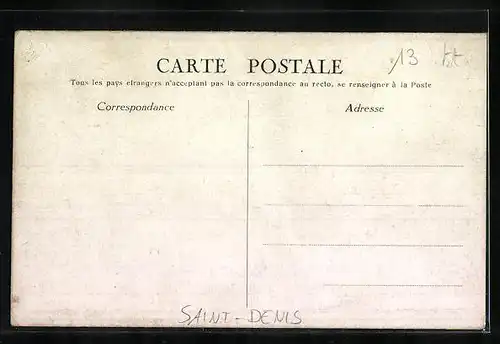 13
CARTE POSTALE
Tous les pays étrangers n'acceptant pas la correspondance au recto, se renseigner à la Poste
Correspondance
Adresse
SAINT-DENIS